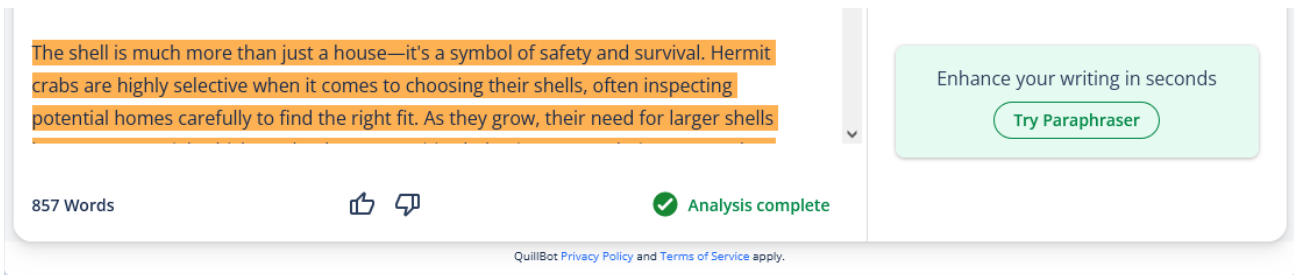 The shell is much more than just a house—it's a symbol of safety and survival. Hermit
crabs are highly selective when it comes to choosing their shells, often inspecting
potential homes carefully to find the right fit. As they grow, their need for larger shells
Enhance your writing in seconds
Try Paraphraser
857 Words
Analysis complete
QuillBot Privacy Policy and Terms of Service apply.